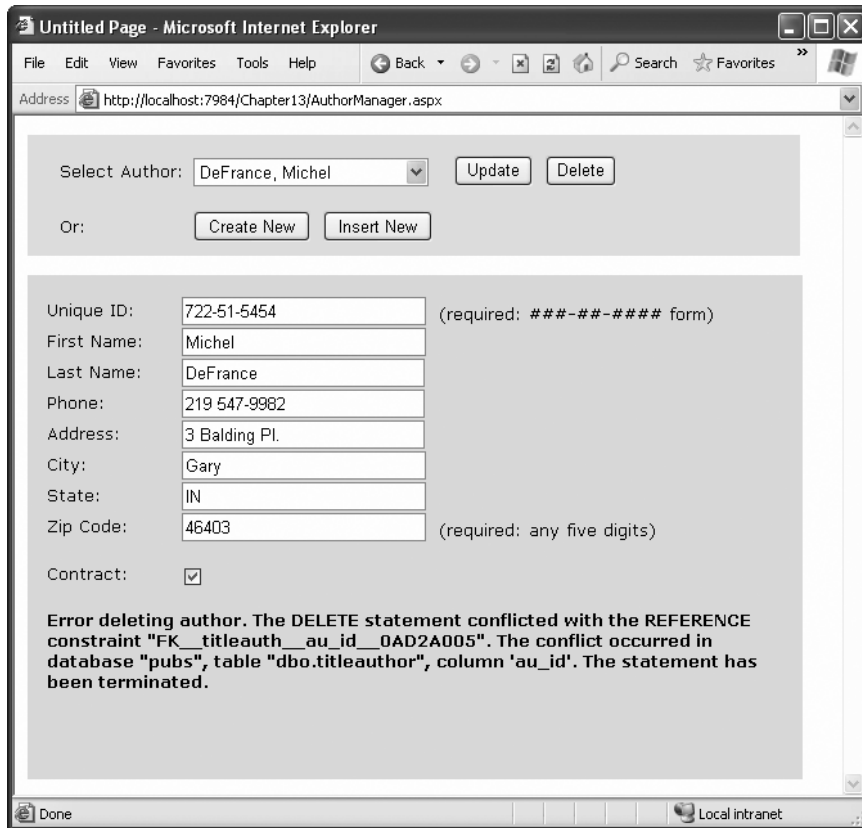 Untitled Page - Microsoft Internet Explorer
File Edit View Favorites Tools Help Back Search Favorites »
Address http://localhost:7984/Chapter13/AuthorManager.aspx
Select Author: DeFrance, Michel Update Delete
Or: Create New Insert New
Unique ID: 722-51-5454 (required: ###-##-#### form)
First Name: Michel
Last Name: DeFrance
Phone: 219 547-9982
Address: 3 Balding Pl.
City: Gary
State: IN
Zip Code: 46403 (required: any five digits)
Contract:
Error deleting author. The DELETE statement conflicted with the REFERENCE
constraint "FK__titleauth__au_id__0AD2A005". The conflict occurred in
database "pubs", table "dbo.titleauthor", column 'au_id'. The statement has
been terminated.
Done Local intranet